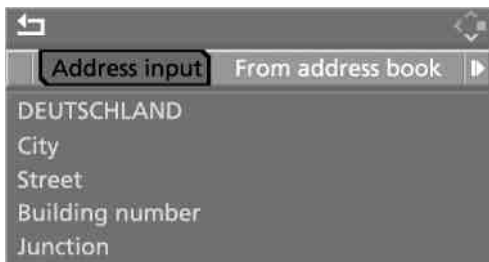 Address input From address book
DEUTSCHLAND
City
Street
Building number
Junction